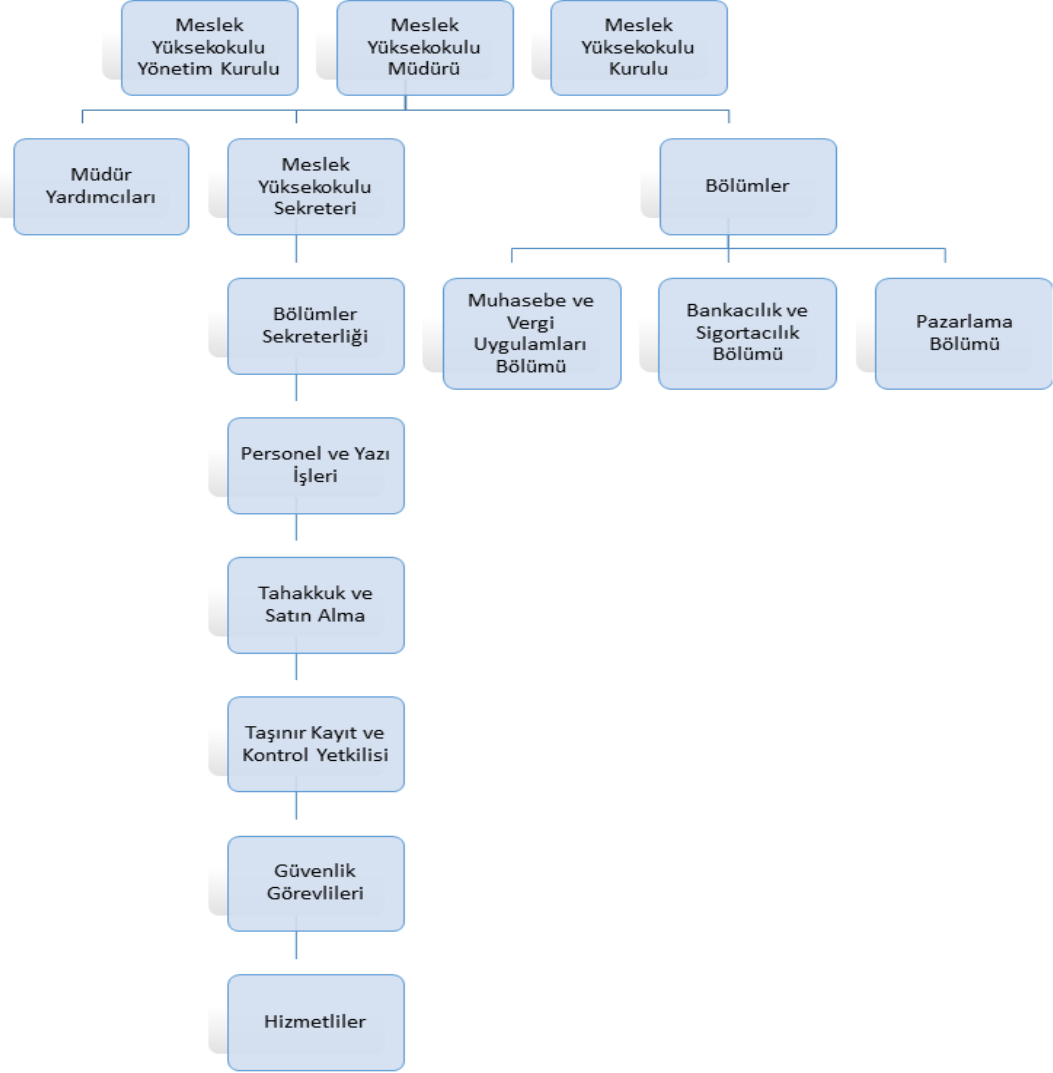 Meslek
Yüksekokulu
Yönetim Kurulu
Meslek
Yüksekokulu
Müdürü
Meslek
Yüksekokulu
Kurulu
Müdür
Yardımcıları
Meslek
Yüksekokulu
Sekreteri
Bölümler
Bölümler
Sekreterliği
Muhasebe ve
Vergi
Uygulamları
Bölümü
Bankacılık ve
Sigortacılık
Bölümü
Pazarlama
Bölümü
Personel ve Yazı
İşleri
Tahakkuk ve
Satın Alma
Taşınır Kayıt ve
Kontrol Yetkilisi
Güvenlik
Görevlileri
Hizmetliler